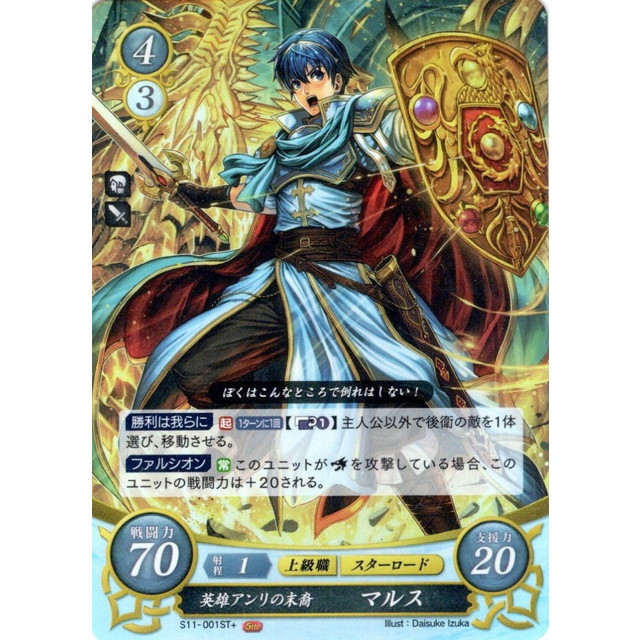 4
3
ぼくはこんなところで倒れはしない！
勝利は我らに 起 1ターンに1回【1】主人公以外で後衛の敵を1体
選び、移動させる。
ファルシオン 常 このユニットが を攻撃している場合、この
ユニットの戦闘力は＋20される。
戦闘力
70
射程 1
上級職
スターロード
支援力
20
英雄アンリの末裔 マルス
S11-001ST+
Illust：Daisuke Izuka